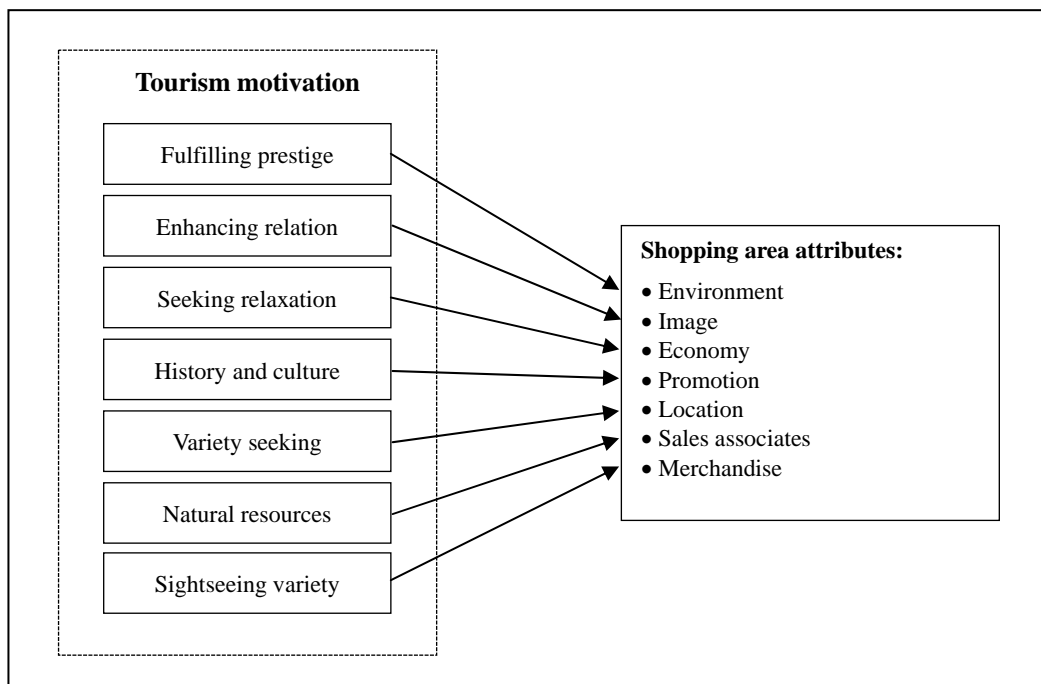 Tourism motivation
Fulfilling prestige
Enhancing relation
Seeking relaxation
History and culture
Variety seeking
Natural resources
Sightseeing variety
Shopping area attributes:
• Environment
• Image
• Economy
• Promotion
• Location
• Sales associates
• Merchandise